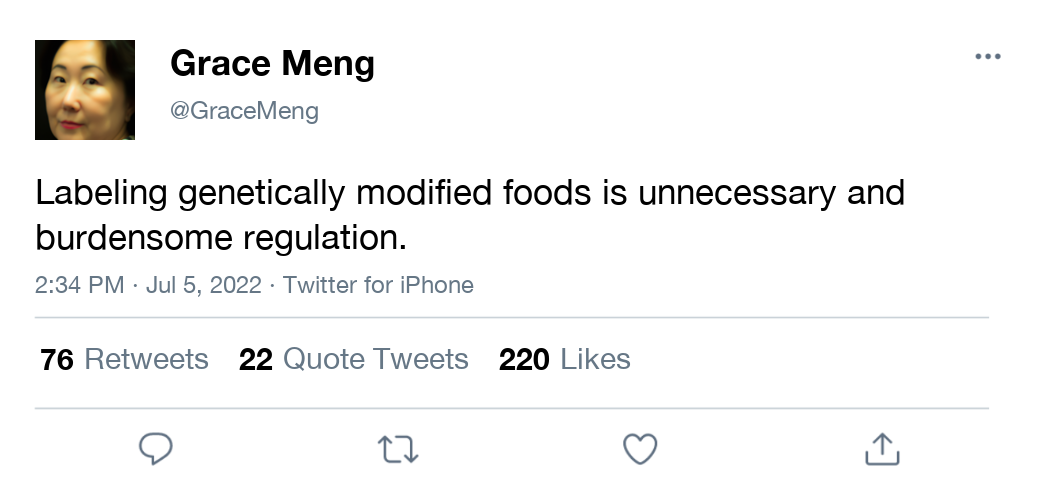 Grace Meng
@GraceMeng
Labeling genetically modified foods is unnecessary and
burdensome regulation.
2:34 PM · Jul 5, 2022 · Twitter for iPhone
76 Retweets 22 Quote Tweets 220 Likes